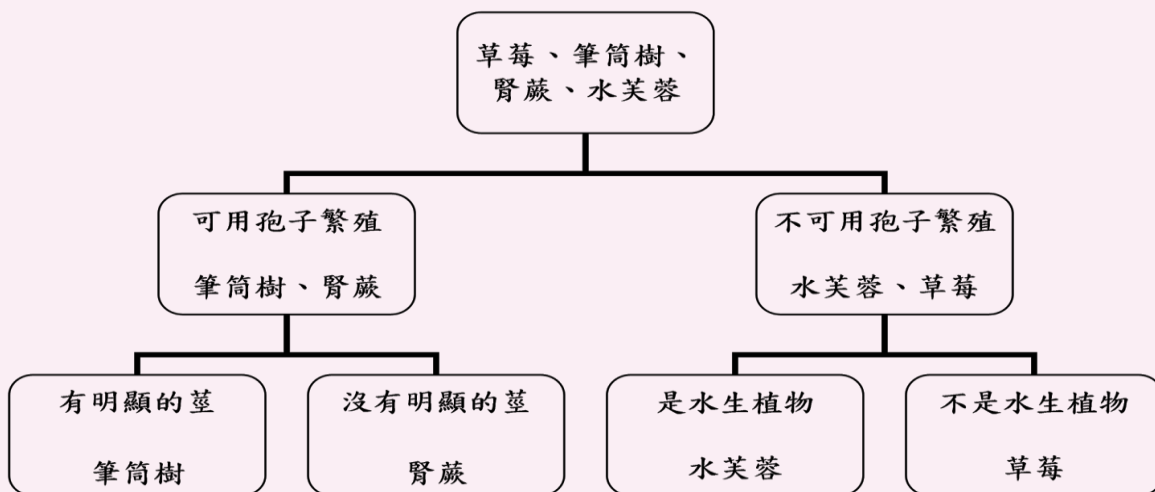 草莓、筆筒樹、
腎蕨、水芙蓉
可用孢子繁殖
筆筒樹、腎蕨
不可用孢子繁殖
水芙蓉、草莓
有明顯的莖
筆筒樹
沒有明顯的莖
腎蕨
是水生植物
水芙蓉
不是水生植物
草莓